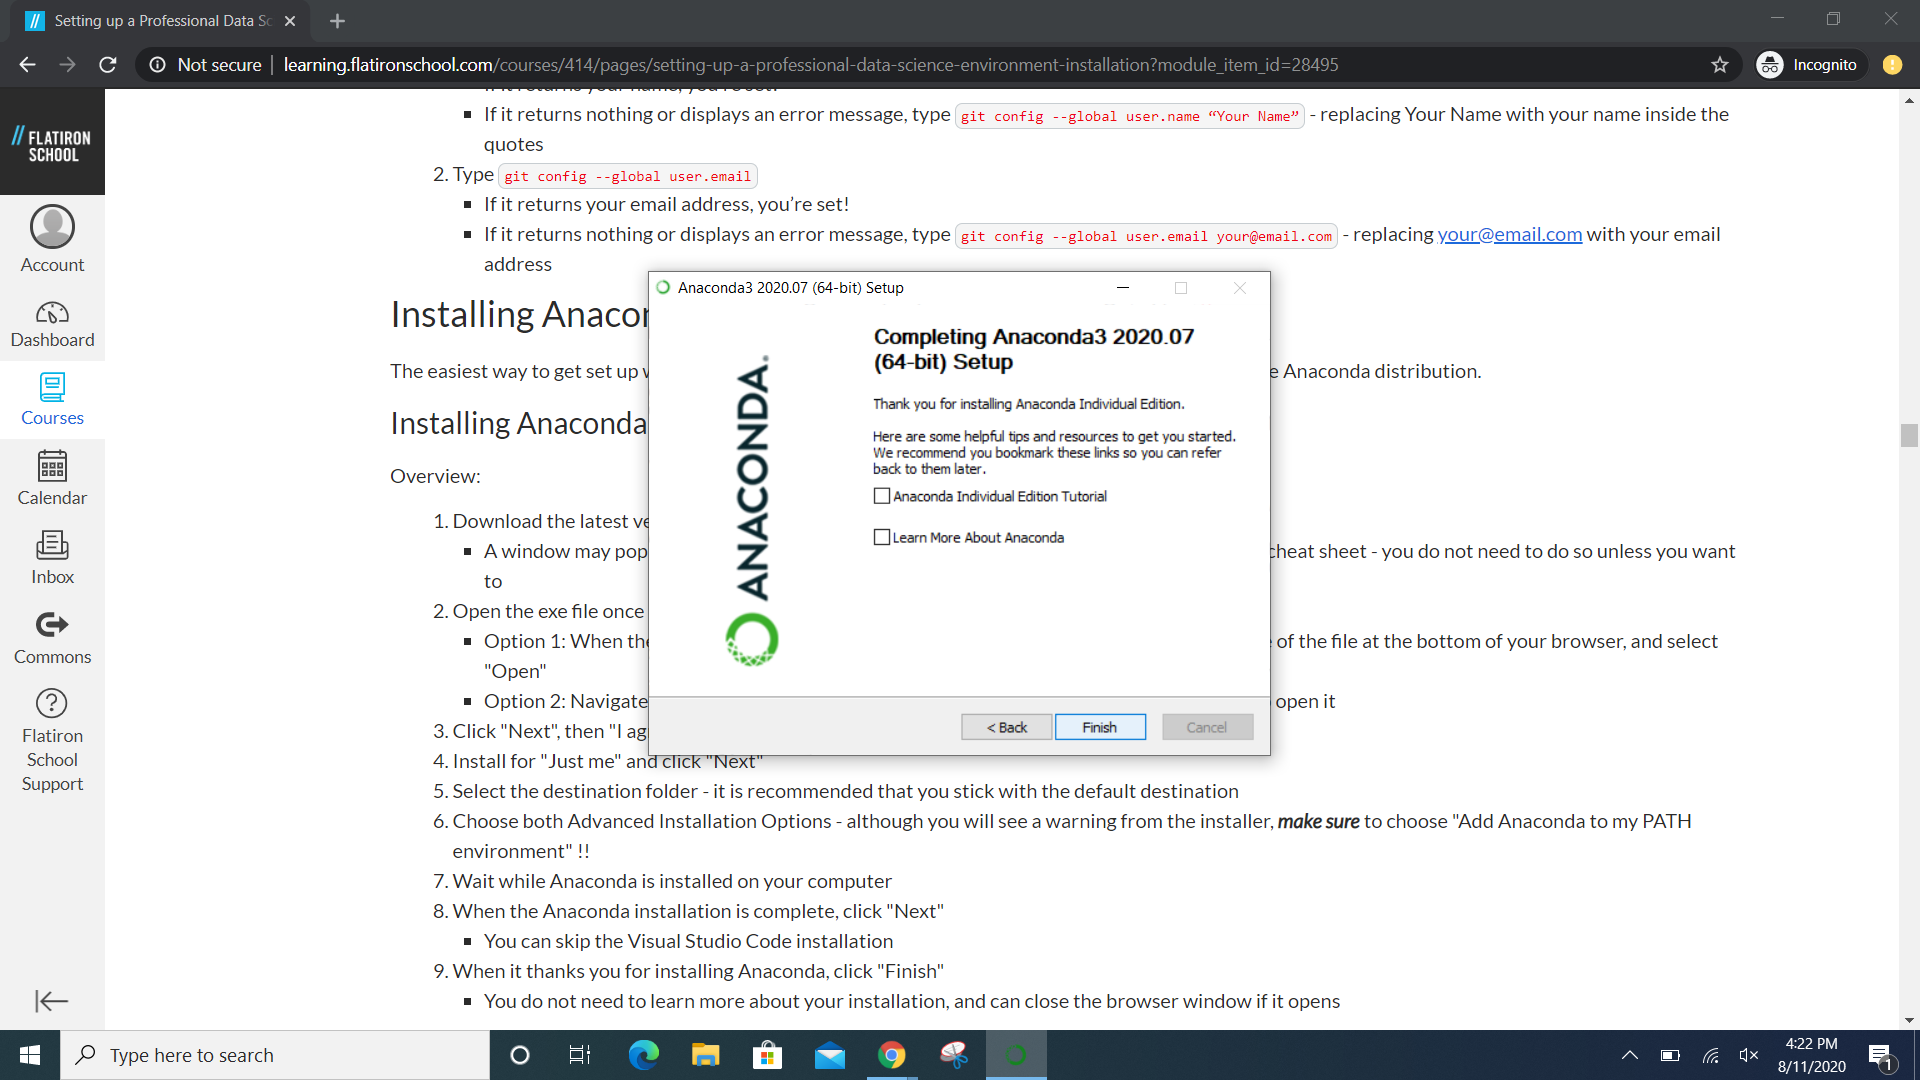 Setting up a Professional Data Sc
Not secure | learning.flatironschool.com/courses/414/pages/setting-up-a-professional-data-science-environment-installation?module_item_id=28495
Incognito
FLATIRON
SCHOOL
Account
Dashboard
Courses
Calendar
Inbox
Commons
Flatiron
School
Support
If it returns your name, you're set!
If it returns nothing or displays an error message, type git config --global user.name “Your Name” - replacing Your Name with your name inside the
quotes
2. Type git config --global user.email
If it returns your email address, you’re set!
If it returns nothing or displays an error message, type git config --global user.email your@email.com - replacing your@email.com with your email
address
Installing Anacon
The easiest way to get set up
e Anaconda distribution.
Installing Anaconda
Overview:
1. Download the latest ve
A window may pop
cheat sheet - you do not need to do so unless you want
to
2. Open the exe file once
Option 1: When the
of the file at the bottom of your browser, and select
"Open"
Option 2: Navigate
open it
3. Click "Next", then "I ag
4. Install for "Just me" and click "Next"
5. Select the destination folder - it is recommended that you stick with the default destination
6. Choose both Advanced Installation Options - although you will see a warning from the installer, make sure to choose "Add Anaconda to my PATH
environment" !!
7. Wait while Anaconda is installed on your computer
8. When the Anaconda installation is complete, click "Next"
You can skip the Visual Studio Code installation
9. When it thanks you for installing Anaconda, click "Finish"
You do not need to learn more about your installation, and can close the browser window if it opens
Anaconda3 2020.07 (64-bit) Setup
ANACONDA.
Completing Anaconda3 2020.07
(64-bit) Setup
Thank you for installing Anaconda Individual Edition.
Here are some helpful tips and resources to get you started.
We recommend you bookmark these links so you can refer
back to them later.
Anaconda Individual Edition Tutorial
Learn More About Anaconda
< Back
Finish
Cancel
Type here to search
4:22 PM
8/11/2020
1